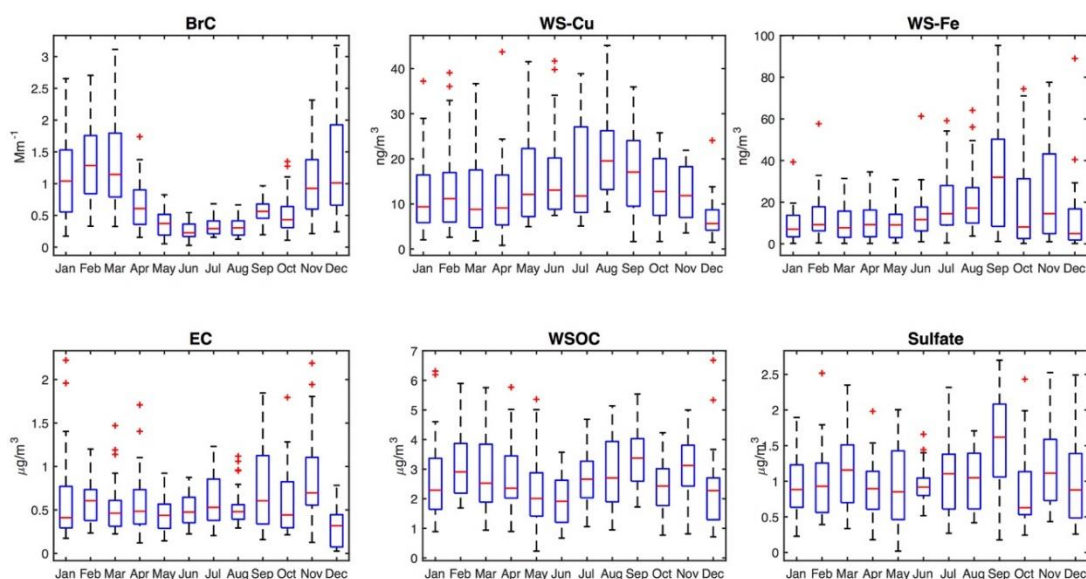 BrC
Mm⁻¹
3
2.5
2
1.5
1
0.5
0
Jan Feb Mar Apr May Jun Jul Aug Sep Oct Nov Dec
WS-Cu
ng/m³
40
30
20
10
0
Jan Feb Mar Apr May Jun Jul Aug Sep Oct Nov Dec
WS-Fe
ng/m³
100
80
60
40
20
0
Jan Feb Mar Apr May Jun Jul Aug Sep Oct Nov Dec
EC
μg/m³
2
1.5
1
0.5
0
Jan Feb Mar Apr May Jun Jul Aug Sep Oct Nov Dec
WSOC
μg/m³
7
6
5
4
3
2
1
0
Jan Feb Mar Apr May Jun Jul Aug Sep Oct Nov Dec
Sulfate
μg/m³
2.5
2
1.5
1
0.5
0
Jan Feb Mar Apr May Jun Jul Aug Sep Oct Nov Dec